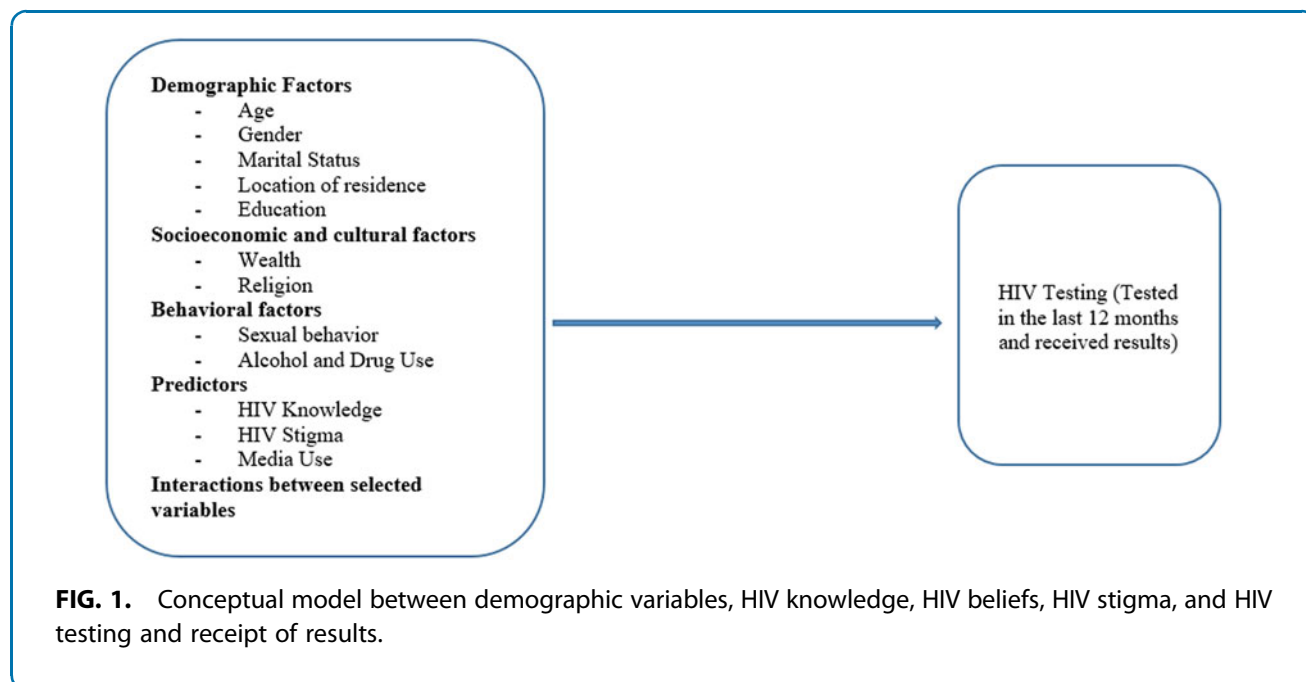 Demographic Factors
- Age
- Gender
- Marital Status
- Location of residence
- Education
Socioeconomic and cultural factors
- Wealth
- Religion
Behavioral factors
- Sexual behavior
- Alcohol and Drug Use
Predictors
- HIV Knowledge
- HIV Stigma
- Media Use
Interactions between selected
variables
HIV Testing (Tested
in the last 12 months
and received results)
FIG. 1. Conceptual model between demographic variables, HIV knowledge, HIV beliefs, HIV stigma, and HIV
testing and receipt of results.